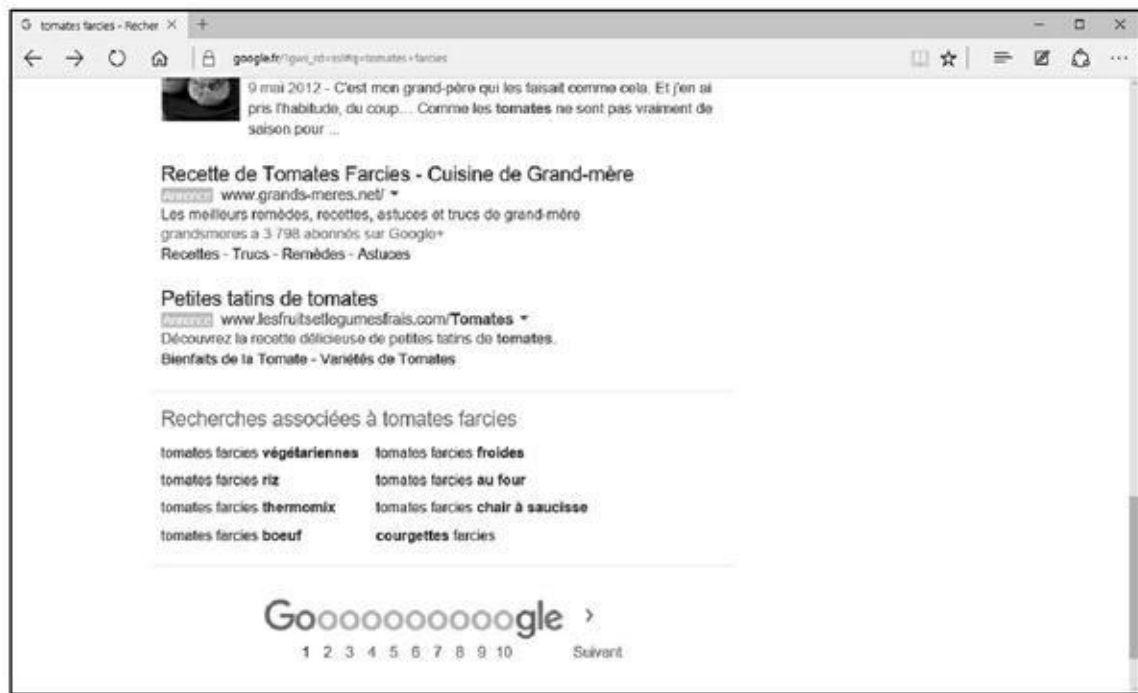 tomates farcies - Recher
google.fr/?gws_rd=ssl#q=tomates+farcies
9 mai 2012 - C'est mon grand-père qui les faisait comme cela. Et j'en ai
pris l'habitude, du coup... Comme les tomates ne sont pas vraiment de
saison pour ...
Recette de Tomates Farcies - Cuisine de Grand-mère
Annonce www.grands-meres.net/
Les meilleurs remèdes, recettes, astuces et trucs de grand-mère
grandsmeres a 3 798 abonnés sur Google+
Recettes - Trucs - Remèdes - Astuces
Petites tatins de tomates
Annonce www.lesfruitsetlegumesfrais.com/Tomates
Découvrez la recette délicieuse de petites tatins de tomates.
Bienfaits de la Tomate - Variétés de Tomates
Recherches associées à tomates farcies
tomates farcies végétariennes tomates farcies froides
tomates farcies riz tomates farcies au four
tomates farcies thermomix tomates farcies chair à saucisse
tomates farcies boeuf courgettes farcies
Goooooooooogle >
1 2 3 4 5 6 7 8 9 10 Suivant